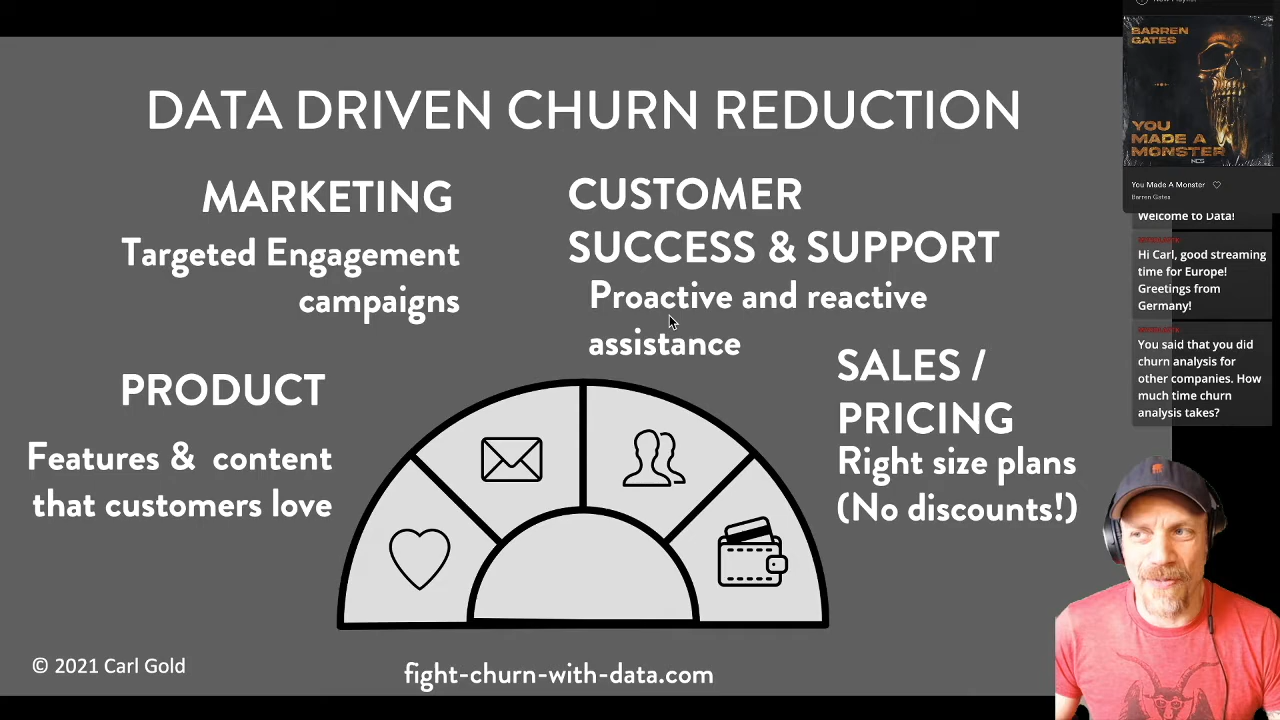 DATA DRIVEN CHURN REDUCTION
MARKETING
Targeted Engagement
campaigns
CUSTOMER
SUCCESS & SUPPORT
Proactive and reactive
assistance
PRODUCT
Features & content
that customers love
SALES /
PRICING
Right size plans
(No discounts!)
© 2021 Carl Gold
fight-churn-with-data.com
BARREN
GATES
YOU
MADE A
MONSTER
NCS
You Made A Monster
Barren Gates
Welcome to Data!
Hi Carl, good streaming
time for Europe!
Greetings from
Germany!
You said that you did
churn analysis for
other companies. How
much time churn
analysis takes?